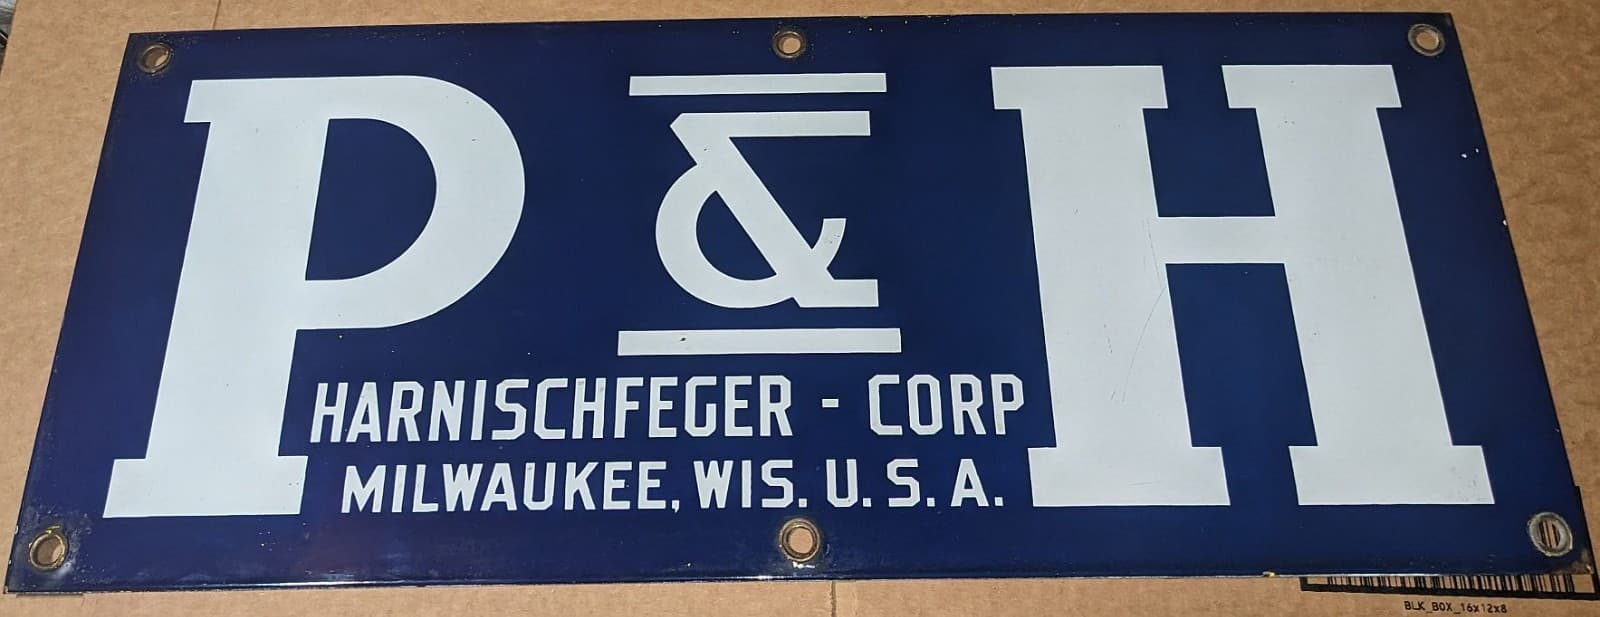 P & H
HARNISCHFEGER - CORP
MILWAUKEE, WIS. U. S. A.
BLK_BOX_16x12x8